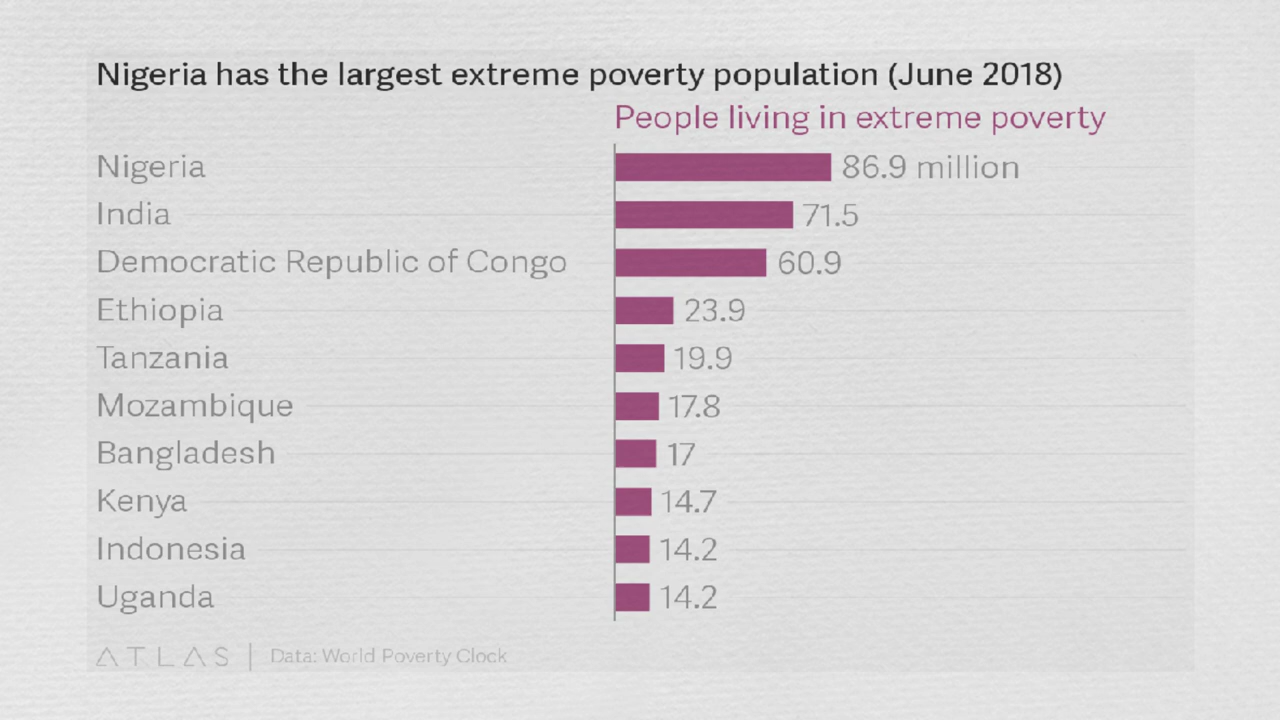 Nigeria has the largest extreme poverty population (June 2018)
People living in extreme poverty
Nigeria 86.9 million
India 71.5
Democratic Republic of Congo 60.9
Ethiopia 23.9
Tanzania 19.9
Mozambique 17.8
Bangladesh 17
Kenya 14.7
Indonesia 14.2
Uganda 14.2
ATLAS | Data: World Poverty Clock